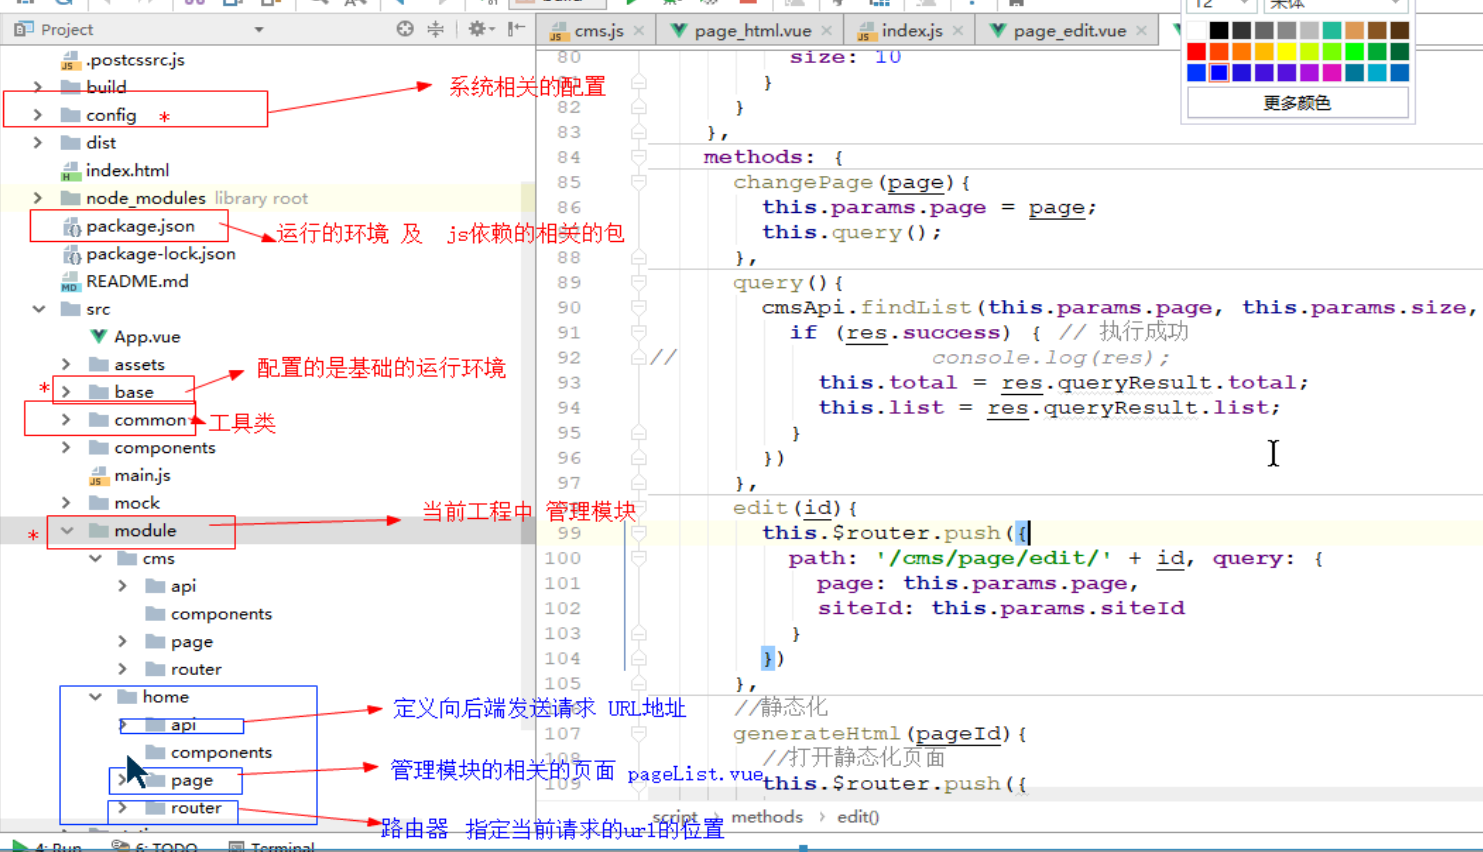 12
宋体
Project
cms.js
page_html.vue
index.js
page_edit.vue
更多颜色
.postcssrc.js
build
config *
系统相关的配置
dist
index.html
node_modules library root
package.json
运行的环境 及 js依赖的相关的包
package-lock.json
README.md
src
App.vue
assets
* base
配置的是基础的运行环境
common
工具类
components
main.js
mock
* module
当前工程中 管理模块
cms
api
components
page
router
home
api
定义向后端发送请求 URL地址
components
page
管理模块的相关的页面 pageList.vue
router
路由器 指定当前请求的url的位置
80 size: 10
}
82 }
83 },
84 methods: {
85 changePage(page){
86 this.params.page = page;
87 this.query();
88 },
89 query(){
90 cmsApi.findList(this.params.page, this.params.size,
91 if (res.success) { // 执行成功
92 // console.log(res);
93 this.total = res.queryResult.total;
94 this.list = res.queryResult.list;
95 }
96 })
97 },
edit(id){
99 this.$router.push({
100 path: '/cms/page/edit/' + id, query: {
101 page: this.params.page,
102 siteId: this.params.siteId
103 }
104 })
105 },
//静态化
107 generateHtml(pageId){
108 //打开静态化页面
109 this.$router.push({
script › methods › edit()
4: Run
6: TODO
Terminal